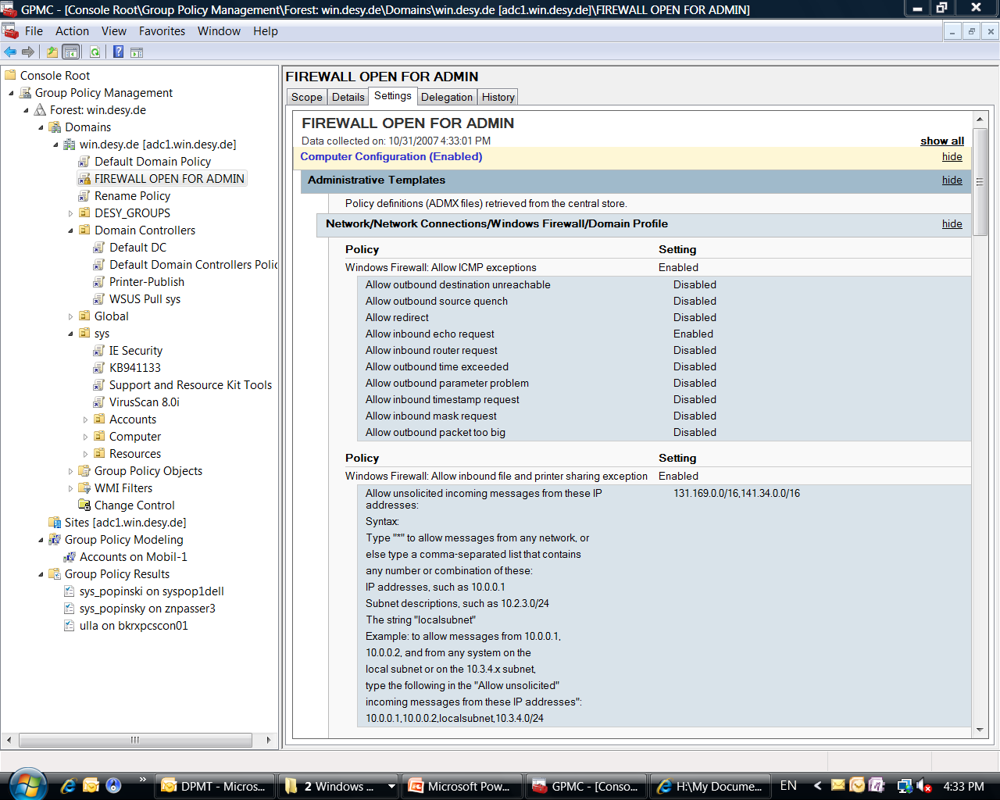 GPMC - [Console Root\Group Policy Management\Forest: win.desy.de\Domains\win.desy.de [adc1.win.desy.de]\FIREWALL OPEN FOR ADMIN]
File Action View Favorites Window Help
Console Root
Group Policy Management
Forest: win.desy.de
Domains
win.desy.de [adc1.win.desy.de]
Default Domain Policy
FIREWALL OPEN FOR ADMIN
Rename Policy
DESY_GROUPS
Domain Controllers
Default DC
Default Domain Controllers Polic
Printer-Publish
WSUS Pull sys
Global
sys
IE Security
KB941133
Support and Resource Kit Tools
VirusScan 8.0i
Accounts
Computer
Resources
Group Policy Objects
WMI Filters
Change Control
Sites [adc1.win.desy.de]
Group Policy Modeling
Accounts on Mobil-1
Group Policy Results
sys_popinski on syspop1dell
sys_popinsky on znpasser3
ulla on bkrxpcscon01
FIREWALL OPEN FOR ADMIN
Scope Details Settings Delegation History
FIREWALL OPEN FOR ADMIN
Data collected on: 10/31/2007 4:33:01 PM show all
Computer Configuration (Enabled) hide
Administrative Templates hide
Policy definitions (ADMX files) retrieved from the central store.
Network/Network Connections/Windows Firewall/Domain Profile hide
Policy Setting
Windows Firewall: Allow ICMP exceptions Enabled
Allow outbound destination unreachable Disabled
Allow outbound source quench Disabled
Allow redirect Disabled
Allow inbound echo request Enabled
Allow inbound router request Disabled
Allow outbound time exceeded Disabled
Allow outbound parameter problem Disabled
Allow inbound timestamp request Disabled
Allow inbound mask request Disabled
Allow outbound packet too big Disabled
Policy Setting
Windows Firewall: Allow inbound file and printer sharing exception Enabled
Allow unsolicited incoming messages from these IP 131.169.0.0/16,141.34.0.0/16
addresses:
Syntax:
Type "*" to allow messages from any network, or
else type a comma-separated list that contains
any number or combination of these:
IP addresses, such as 10.0.0.1
Subnet descriptions, such as 10.2.3.0/24
The string "localsubnet"
Example: to allow messages from 10.0.0.1,
10.0.0.2, and from any system on the
local subnet or on the 10.3.4.x subnet,
type the following in the "Allow unsolicited"
incoming messages from these IP addresses":
10.0.0.1,10.0.0.2,localsubnet,10.3.4.0/24
DPMT - Micros... 2 Windows ... Microsoft Pow... GPMC - [Conso... H:\My Docume... EN 4:33 PM